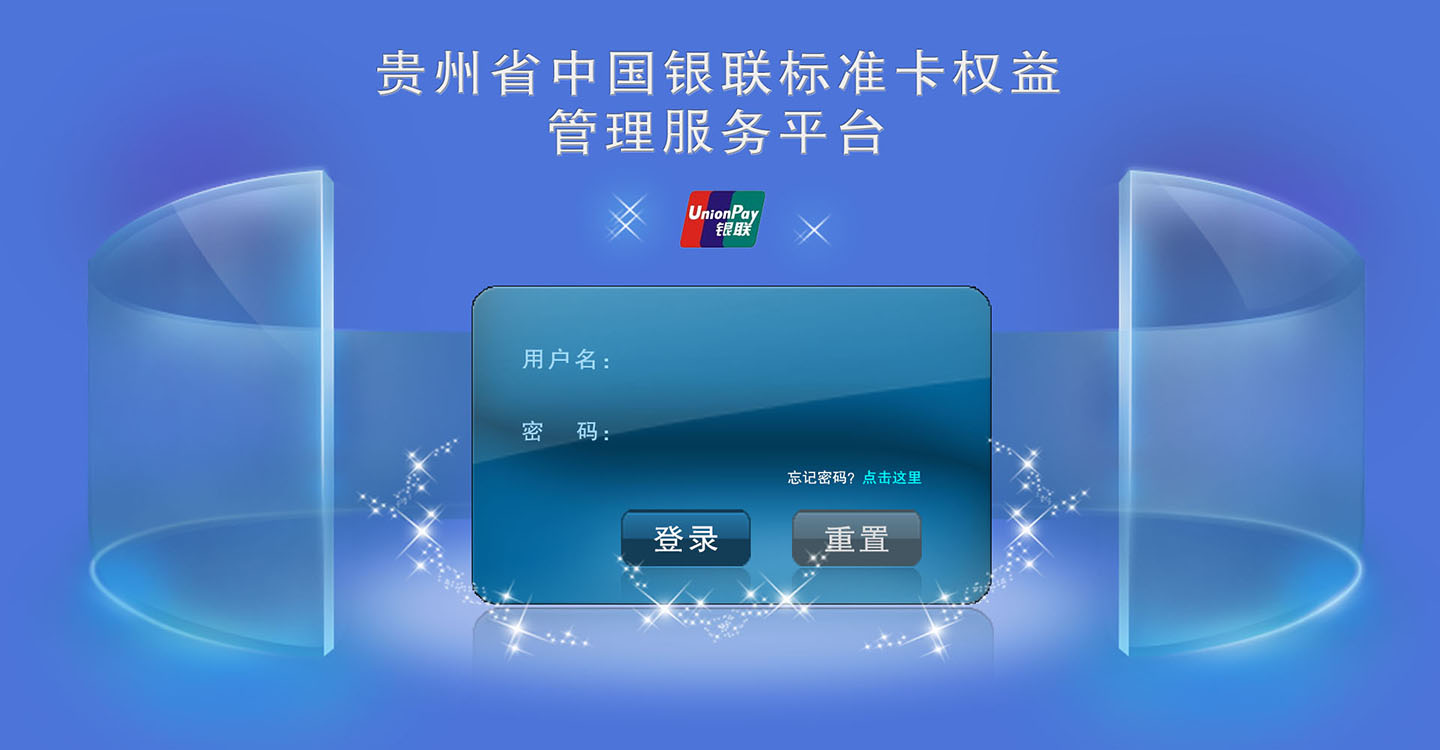 贵州省中国银联标准卡权益
管理服务平台
UnionPay
银联
用户名:
密 码:
忘记密码? 点击这里
登录 重置